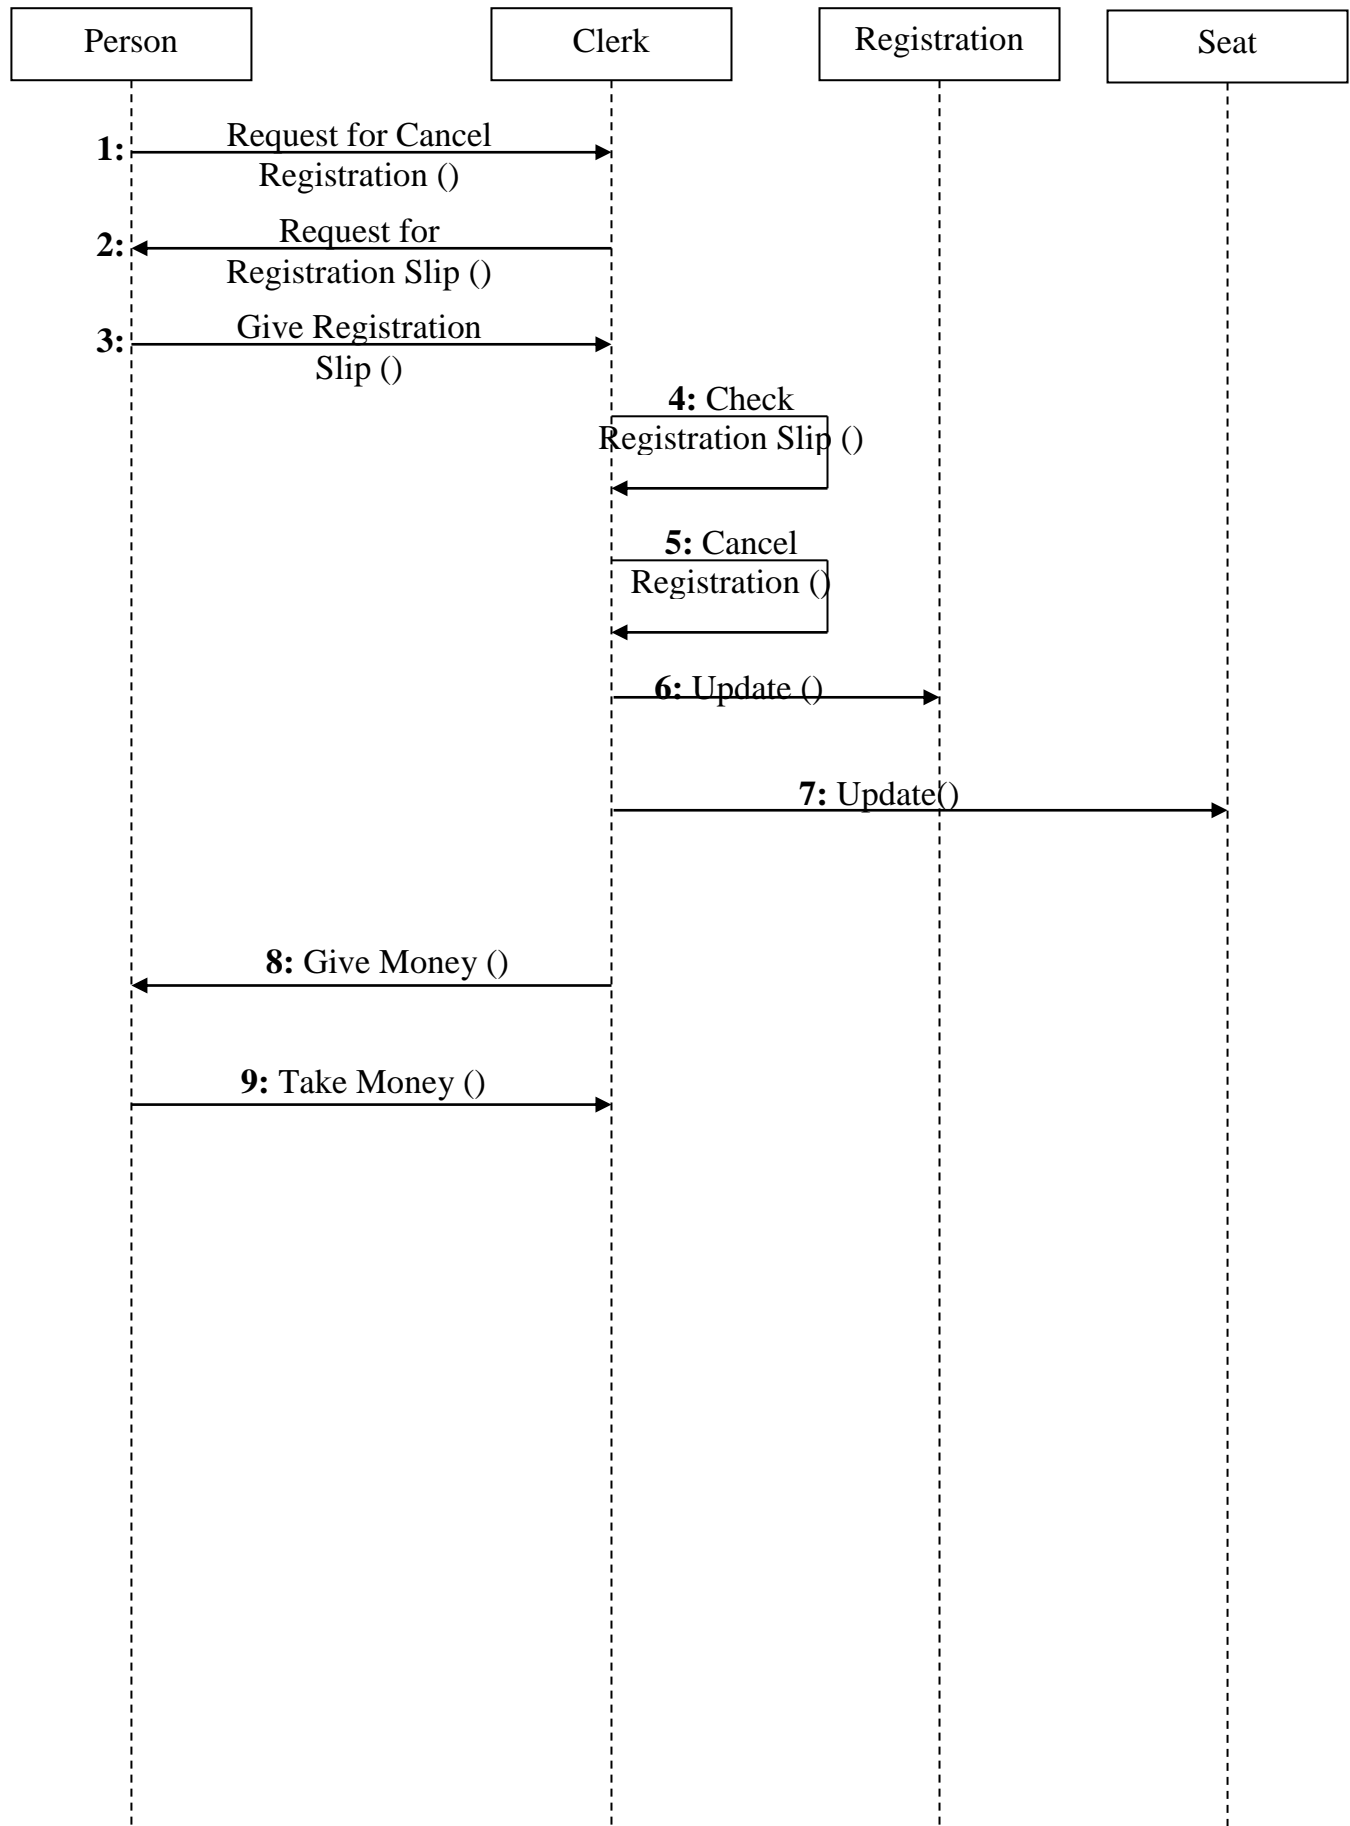 Person
Clerk
Registration
Seat
1:
Request for Cancel
Registration ()
2:
Request for
Registration Slip ()
3:
Give Registration
Slip ()
4: Check
Registration Slip ()
5: Cancel
Registration ()
6: Update ()
7: Update()
8: Give Money ()
9: Take Money ()